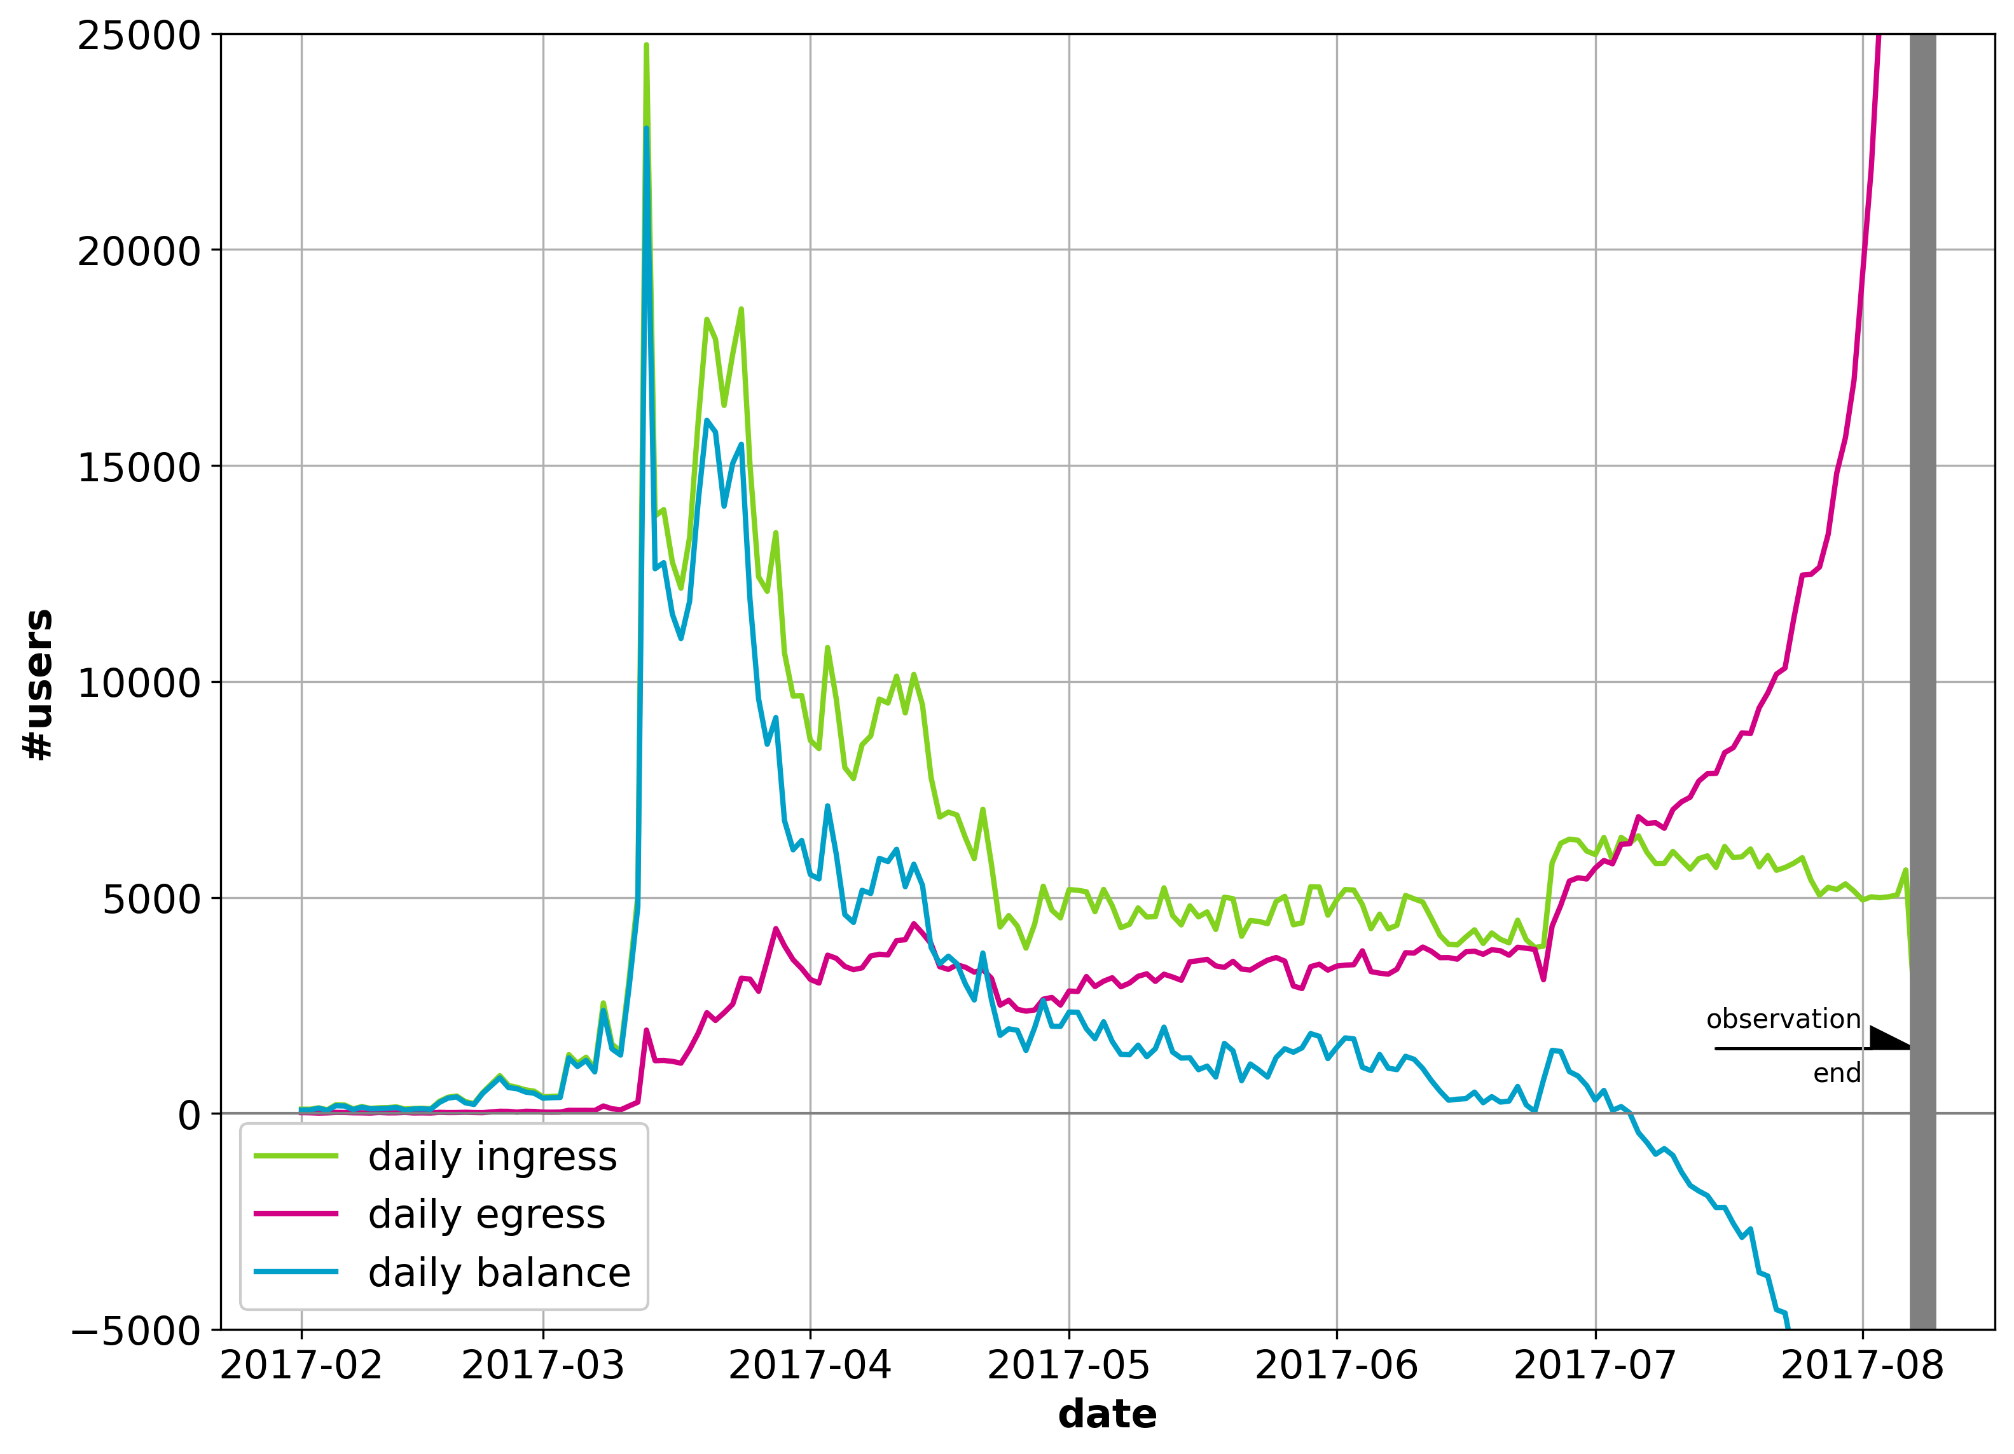 25000
20000
15000
10000
5000
0
−5000
#users
observation
end
daily ingress
daily egress
daily balance
2017-02 2017-03 2017-04 2017-05 2017-06 2017-07 2017-08
date